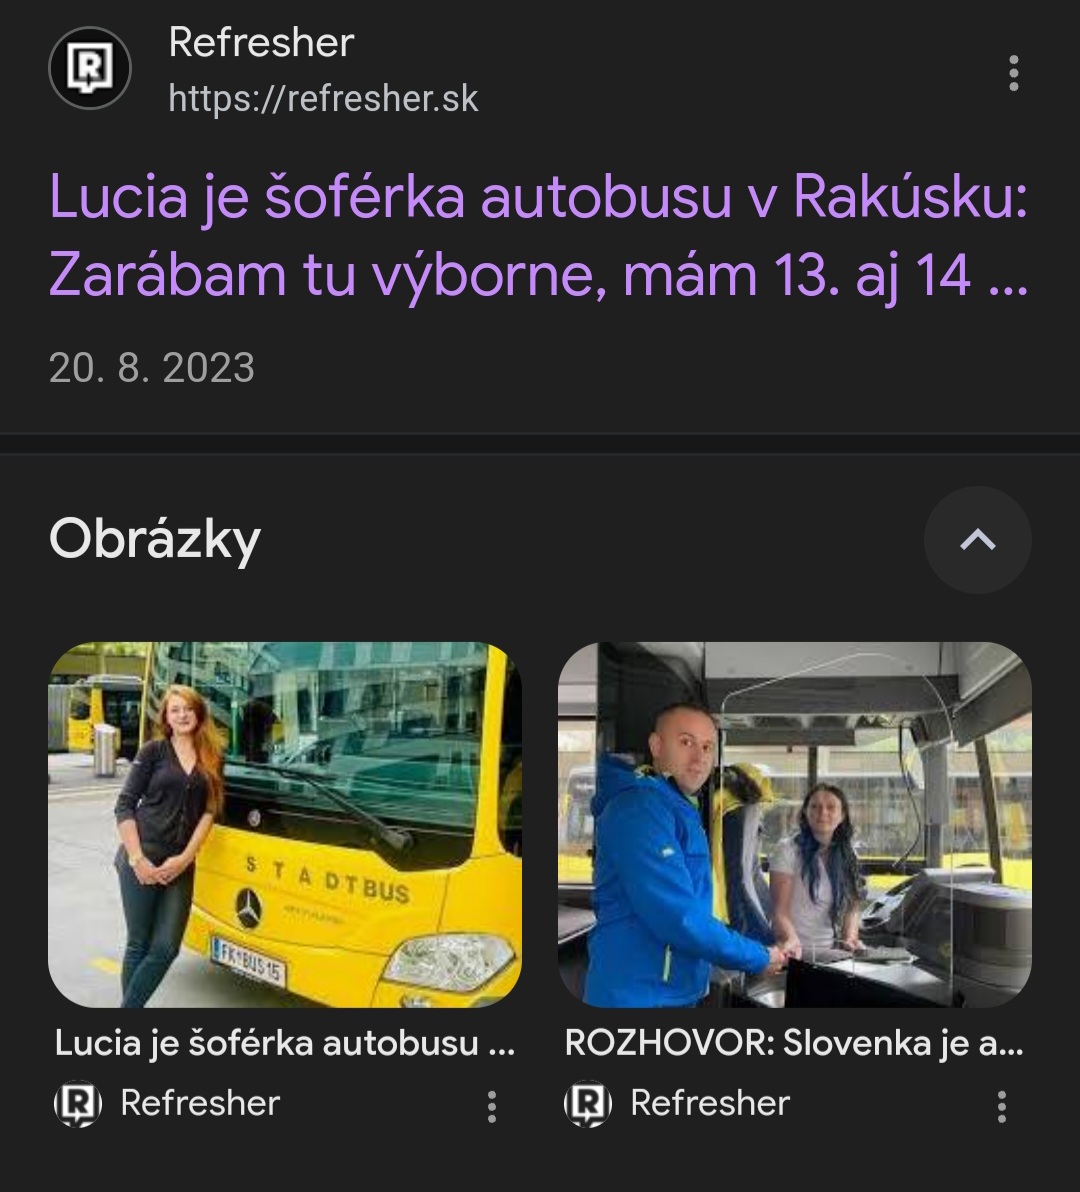 Refresher
https://refresher.sk
Lucia je šoférka autobusu v Rakúsku:
Zarábam tu výborne, mám 13. aj 14 ...
20. 8. 2023
Obrázky
STADTBUS
FK BUS 15
Lucia je šoférka autobusu ...
ROZHOVOR: Slovenka je a...
R Refresher
R Refresher